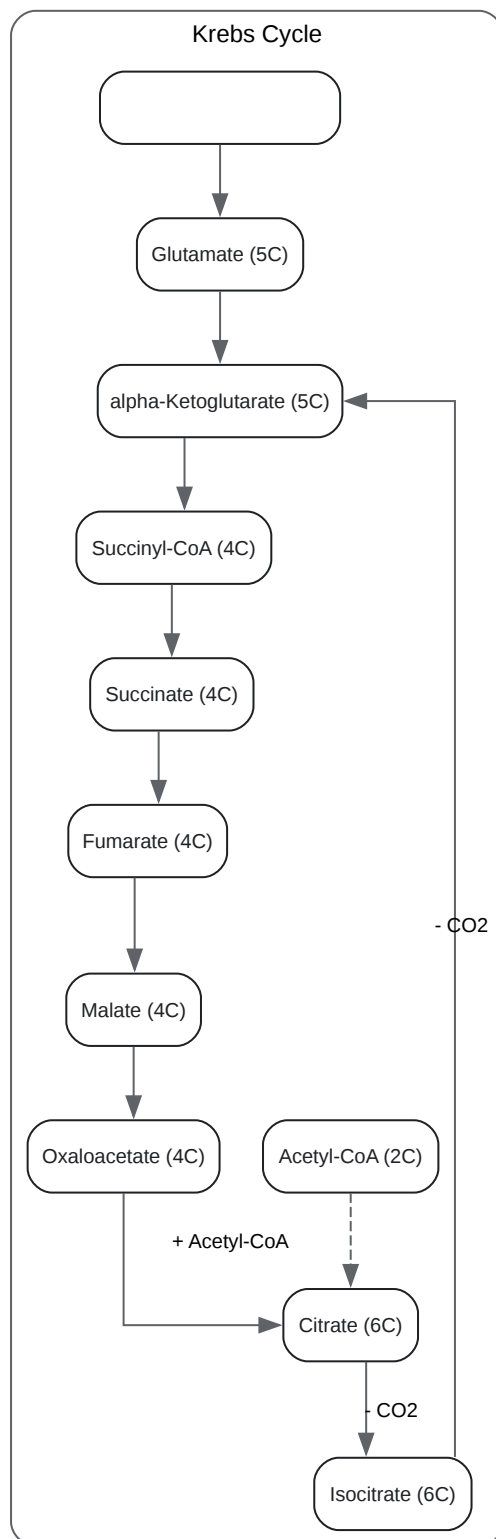 Krebs Cycle
Glutamate (5C)
alpha-Ketoglutarate (5C)
Succinyl-CoA (4C)
Succinate (4C)
Fumarate (4C)
- CO2
Malate (4C)
Oxaloacetate (4C)
Acetyl-CoA (2C)
+ Acetyl-CoA
Citrate (6C)
- CO2
Isocitrate (6C)